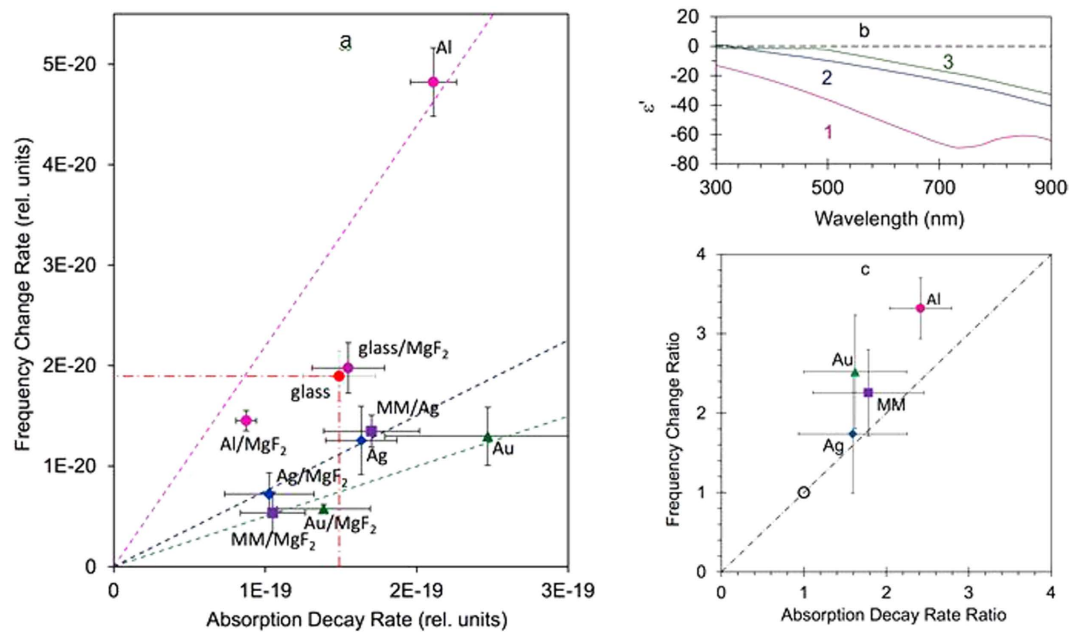 a
5E-20
4E-20
3E-20
2E-20
1E-20
0
Frequency Change Rate (rel. units)
Al
glass/MgF₂
glass
Al/MgF₂
MM/Ag
Ag
Au
Ag/MgF₂
Au/MgF₂
MM/MgF₂
1E-19
2E-19
3E-19
0
Absorption Decay Rate (rel. units)
b
20
0
-20
-40
-60
-80
ε'
3
2
1
300
500
700
900
Wavelength (nm)
c
4
3
2
1
0
Frequency Change Ratio
Al
Au
MM
Ag
0
1
2
3
4
Absorption Decay Rate Ratio